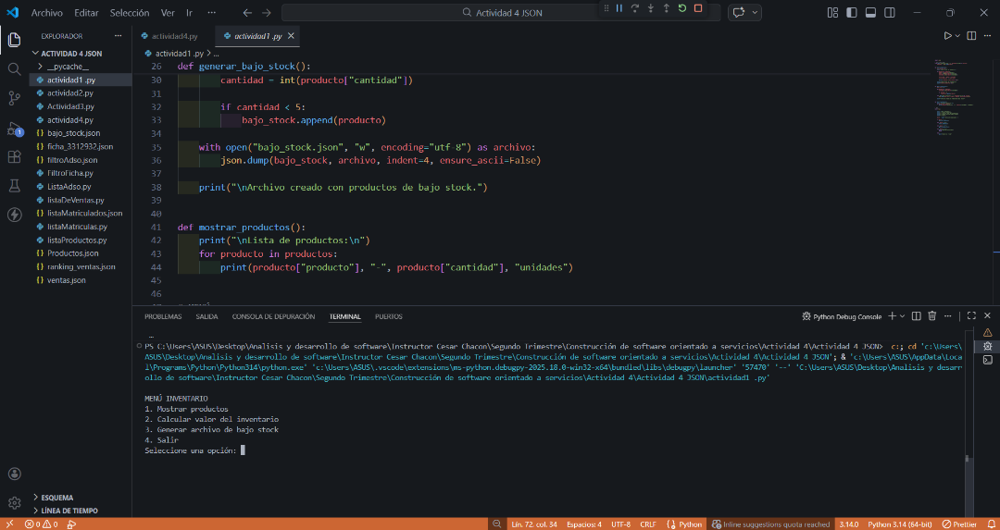 Archivo Editar Selección Ver Ir ···
Actividad 4 JSON
EXPLORADOR ···
ACTIVIDAD 4 JSON
__pycache__
actividad1 .py
actividad2.py
Actividad3.py
actividad4.py
bajo_stock.json
ficha_3312932.json
filtroAdso.json
FiltroFicha.py
ListaAdso.py
listaDeVentas.py
listaMatriculados.json
listaMatriculas.py
listaProductos.py
Productos.json
ranking_ventas.json
ventas.json
ESQUEMA
LÍNEA DE TIEMPO
1
actividad4.py
actividad1 .py
actividad1 .py > ...
26 def generar_bajo_stock():
30 cantidad = int(producto["cantidad"])
31
32 if cantidad < 5:
33 bajo_stock.append(producto)
34
35 with open("bajo_stock.json", "w", encoding="utf-8") as archivo:
36 json.dump(bajo_stock, archivo, indent=4, ensure_ascii=False)
37
38 print("\nArchivo creado con productos de bajo stock.")
39
40
41 def mostrar_productos():
42 print("\nLista de productos:\n")
43 for producto in productos:
44 print(producto["producto"], "-", producto["cantidad"], "unidades")
45
46
PROBLEMAS SALIDA CONSOLA DE DEPURACIÓN TERMINAL PUERTOS
Python Debug Console
PS C:\Users\ASUS\Desktop\Analisis y desarrollo de software\Instructor Cesar Chacon\Segundo Trimestre\Construcción de software orientado a servicios\Actividad 4\Actividad 4 JSON> c:; cd 'c:\Users\
ASUS\Desktop\Analisis y desarrollo de software\Instructor Cesar Chacon\Segundo Trimestre\Construcción de software orientado a servicios\Actividad 4\Actividad 4 JSON'; & 'c:\Users\ASUS\AppData\Loca
l\Programs\Python\Python314\python.exe' 'c:\Users\ASUS\.vscode\extensions\ms-python.debugpy-2025.18.0-win32-x64\bundled\libs\debugpy\launcher' '57470' '--' 'C:\Users\ASUS\Desktop\Analisis y desarr
ollo de software\Instructor Cesar Chacon\Segundo Trimestre\Construcción de software orientado a servicios\Actividad 4\Actividad 4 JSON\actividad1 .py'
MENÚ INVENTARIO
1. Mostrar productos
2. Calcular valor del inventario
3. Generar archivo de bajo stock
4. Salir
Seleccione una opción:
0 0
Lín. 72, col. 34 Espacios: 4 UTF-8 CRLF Python Inline suggestions quota reached 3.14.0 Python 3.14 (64-bit) Prettier